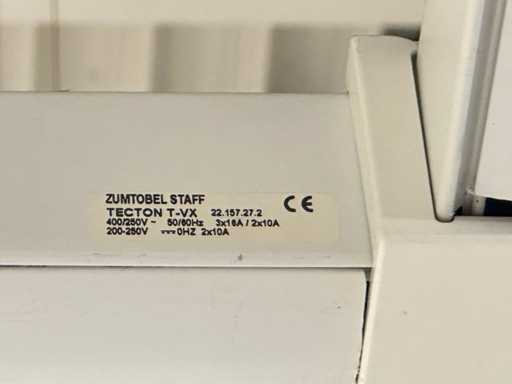 ZUMTOBEL STAFF
TECTON T-VX 22.157.27.2 CE
400/250V ~ 50/60Hz 3x16A / 2x10A
200-250V ⎓0HZ 2x10A